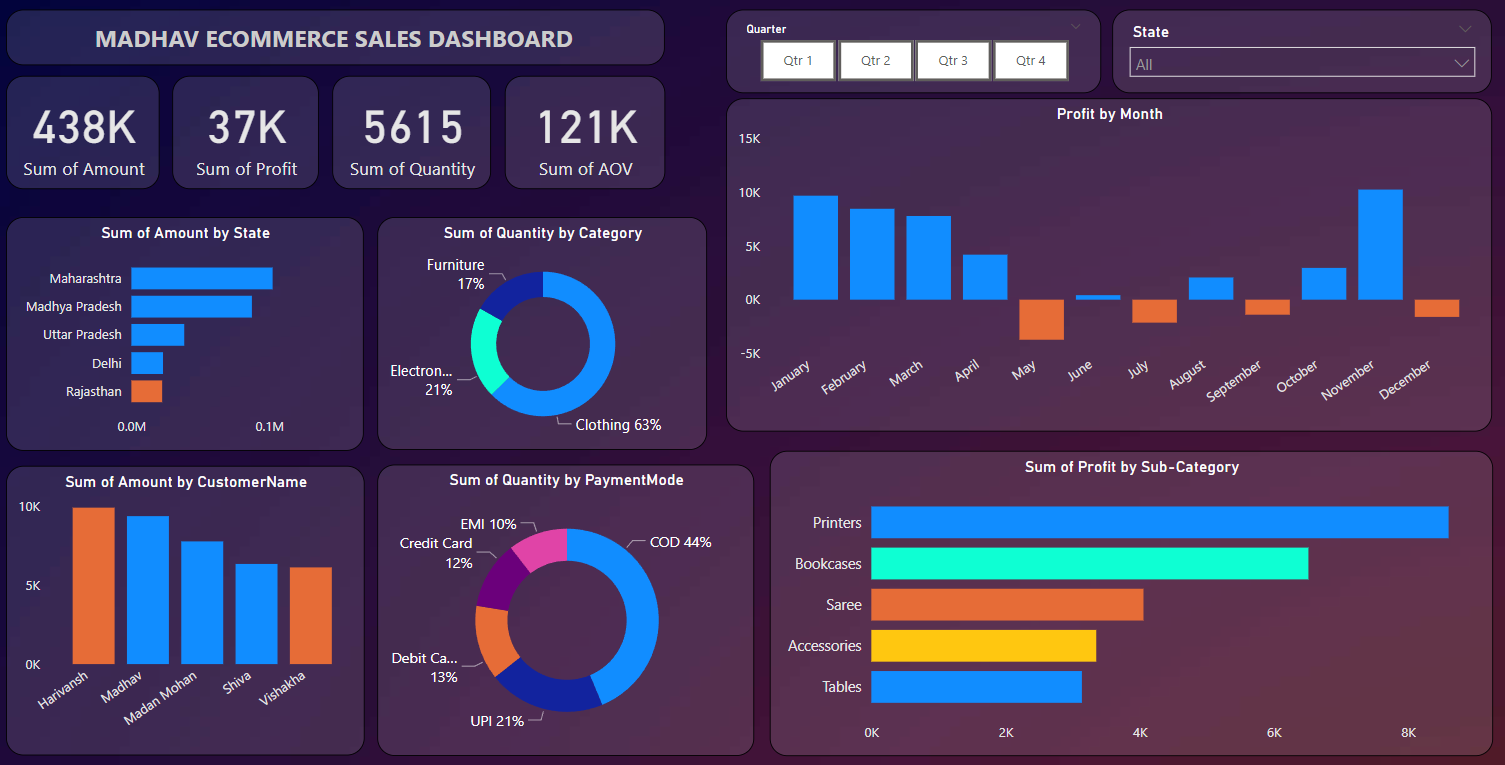 MADHAV ECOMMERCE SALES DASHBOARD
Quarter
Qtr 1 Qtr 2 Qtr 3 Qtr 4
State
All
438K
Sum of Amount
37K
Sum of Profit
5615
Sum of Quantity
121K
Sum of AOV
Profit by Month
15K
10K
5K
0K
-5K
January February March April May June July August September October November December
Sum of Amount by State
Maharashtra
Madhya Pradesh
Uttar Pradesh
Delhi
Rajasthan
0.0M 0.1M
Sum of Quantity by Category
Furniture
17%
Electron...
21%
Clothing 63%
Sum of Amount by CustomerName
10K
5K
0K
Harivansh Madhav Madan Mohan Shiva Vishakha
Sum of Quantity by PaymentMode
EMI 10%
Credit Card
12%
COD 44%
Debit Ca...
13%
UPI 21%
Sum of Profit by Sub-Category
Printers
Bookcases
Saree
Accessories
Tables
0K 2K 4K 6K 8K